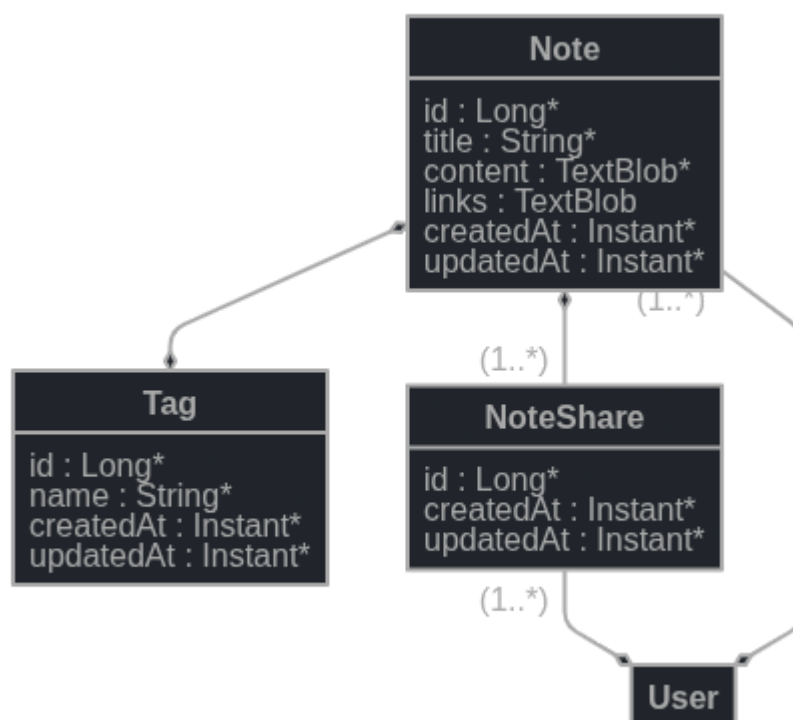 Note
id : Long*
title : String*
content : TextBlob*
links : TextBlob
createdAt : Instant*
updatedAt : Instant*
(1..*)
(1..*)
Tag
id : Long*
name : String*
createdAt : Instant*
updatedAt : Instant*
NoteShare
id : Long*
createdAt : Instant*
updatedAt : Instant*
(1..*)
User